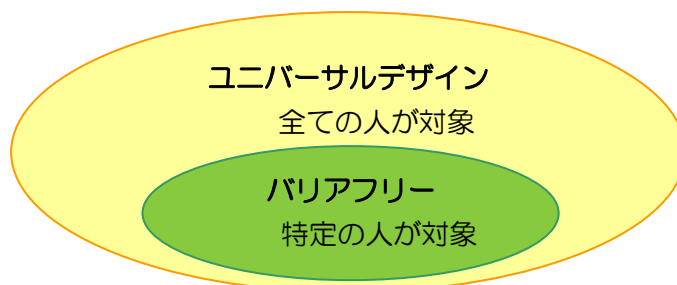 ユニバーサルデザイン
全ての人が対象
バリアフリー
特定の人が対象